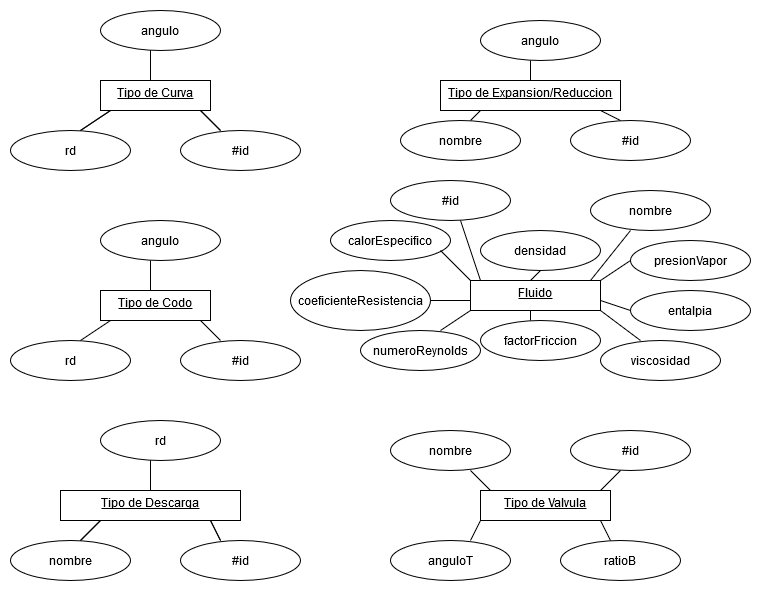 angulo
Tipo de Curva
rd
#id
angulo
Tipo de Expansion/Reduccion
nombre
#id
angulo
Tipo de Codo
rd
#id
#id
nombre
calorEspecifico
densidad
presionVapor
Fluido
coeficienteResistencia
entalpia
numeroReynolds
factorFriccion
viscosidad
rd
Tipo de Descarga
nombre
#id
nombre
#id
Tipo de Valvula
anguloT
ratioB